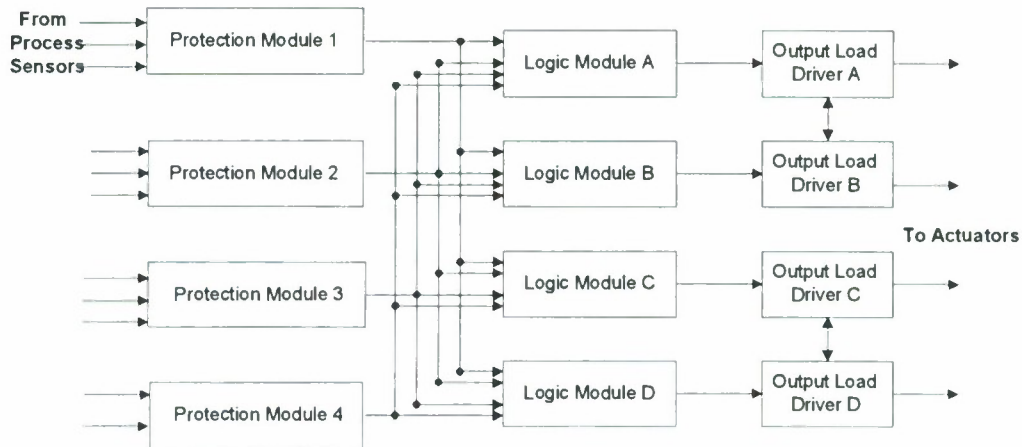 From
Process
Sensors
Protection Module 1
Logic Module A
Output Load
Driver A
Protection Module 2
Logic Module B
Output Load
Driver B
To Actuators
Protection Module 3
Logic Module C
Output Load
Driver C
Protection Module 4
Logic Module D
Output Load
Driver D